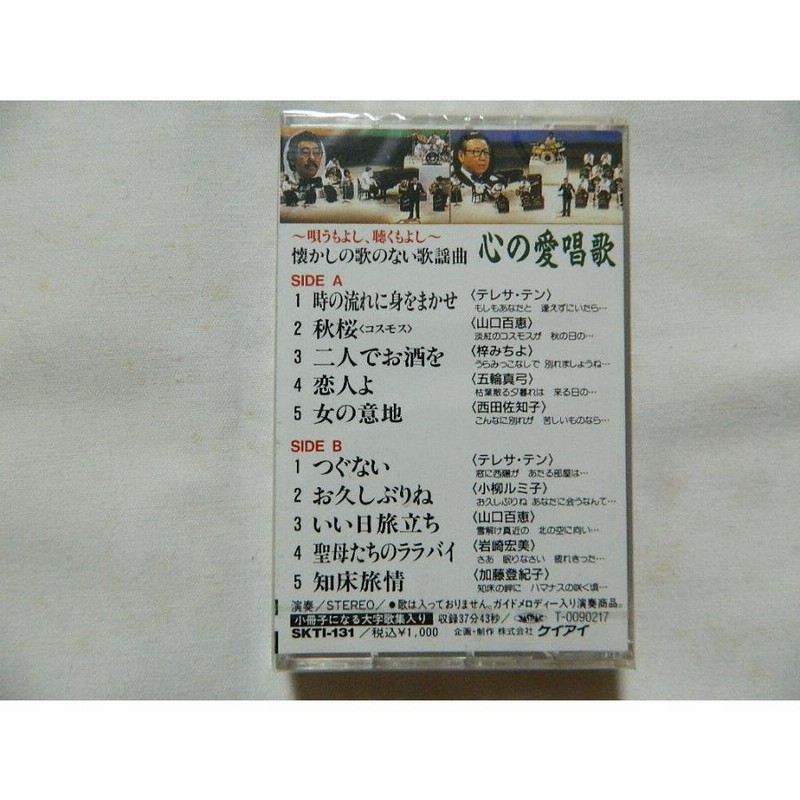 ～唄うもよし、聴くもよし～
懐かしの歌のない歌謡曲 心の愛唱歌
SIDE A
1 時の流れに身をまかせ 〈テレサ・テン〉
もしもあなたと 逢えずにいたら…
2 秋桜〈コスモス〉 〈山口百恵〉
淡紅のコスモスが 秋の日の…
3 二人でお酒を 〈梓みちよ〉
うらみっこなしで 別れましょうね…
4 恋人よ 〈五輪真弓〉
枯葉散る夕暮れは 来る日の…
5 女の意地 〈西田佐知子〉
こんなに別れが 苦しいものなら…
SIDE B
1 つぐない 〈テレサ・テン〉
窓に西陽が あたる部屋は…
2 お久しぶりね 〈小柳ルミ子〉
お久しぶりね あなたに会うなんて…
3 いい日旅立ち 〈山口百恵〉
雪解け真近の 北の空に向い…
4 聖母たちのララバイ 〈岩崎宏美〉
さあ 眠りなさい 疲れきった…
5 知床旅情 〈加藤登紀子〉
知床の岬に ハマナスの咲く頃…
演奏／STEREO／●歌は入っておりません。ガイドメロディー入り演奏商品。
小冊子になる大字歌集入り 収録37分43秒／ T-0090217
SKTI-131／税込¥1,000 企画・制作 株式会社 ケイアイ